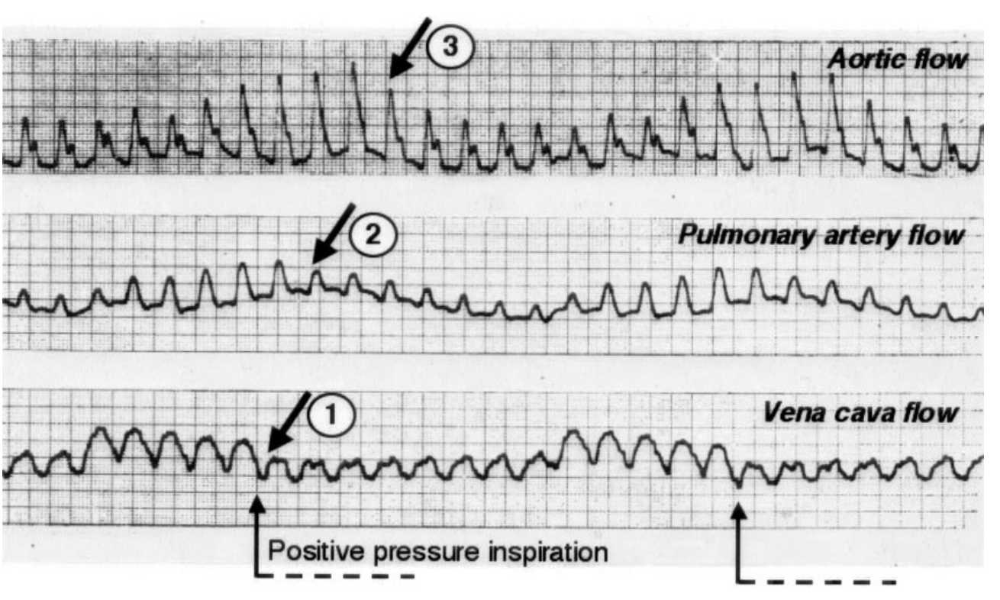 3
Aortic flow
2
Pulmonary artery flow
1
Vena cava flow
Positive pressure inspiration